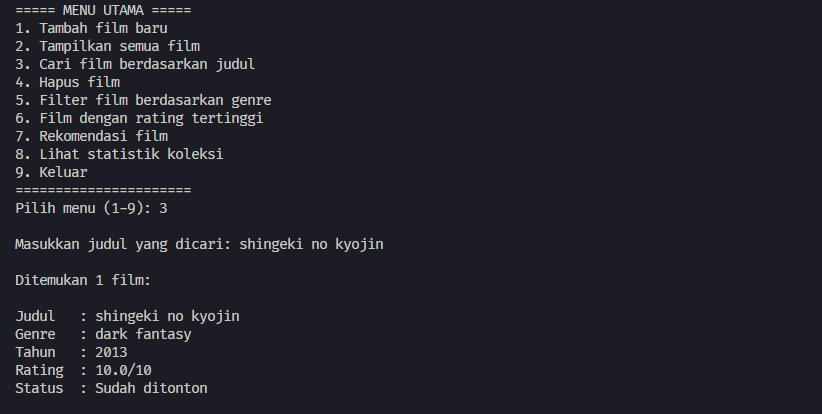 ===== MENU UTAMA =====
1. Tambah film baru
2. Tampilkan semua film
3. Cari film berdasarkan judul
4. Hapus film
5. Filter film berdasarkan genre
6. Film dengan rating tertinggi
7. Rekomendasi film
8. Lihat statistik koleksi
9. Keluar
======================
Pilih menu (1-9): 3
Masukkan judul yang dicari: shingeki no kyojin
Ditemukan 1 film:
Judul   : shingeki no kyojin
Genre   : dark fantasy
Tahun   : 2013
Rating  : 10.0/10
Status  : Sudah ditonton